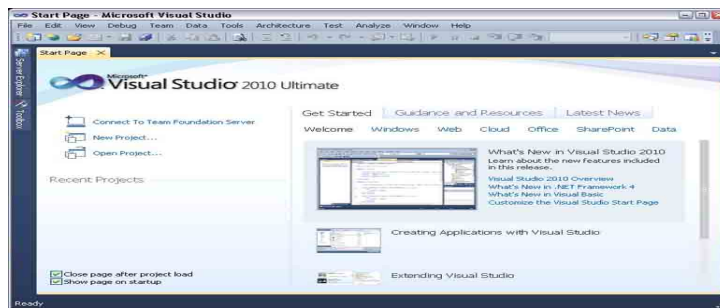 Start Page - Microsoft Visual Studio
File Edit View Debug Team Data Tools Architecture Test Analyze Window Help
Start Page
Server Explorer
Toolbox
Microsoft
Visual Studio 2010 Ultimate
Connect To Team Foundation Server
New Project...
Open Project...
Recent Projects
Close page after project load
Show page on startup
Get Started Guidance and Resources Latest News
Welcome Windows Web Cloud Office SharePoint Data
What's New in Visual Studio 2010
Learn about the new features included
in this release.
Visual Studio 2010 Overview
What's New in .NET Framework 4
What's New in Visual Basic
Customize the Visual Studio Start Page
Creating Applications with Visual Studio
Extending Visual Studio
Ready